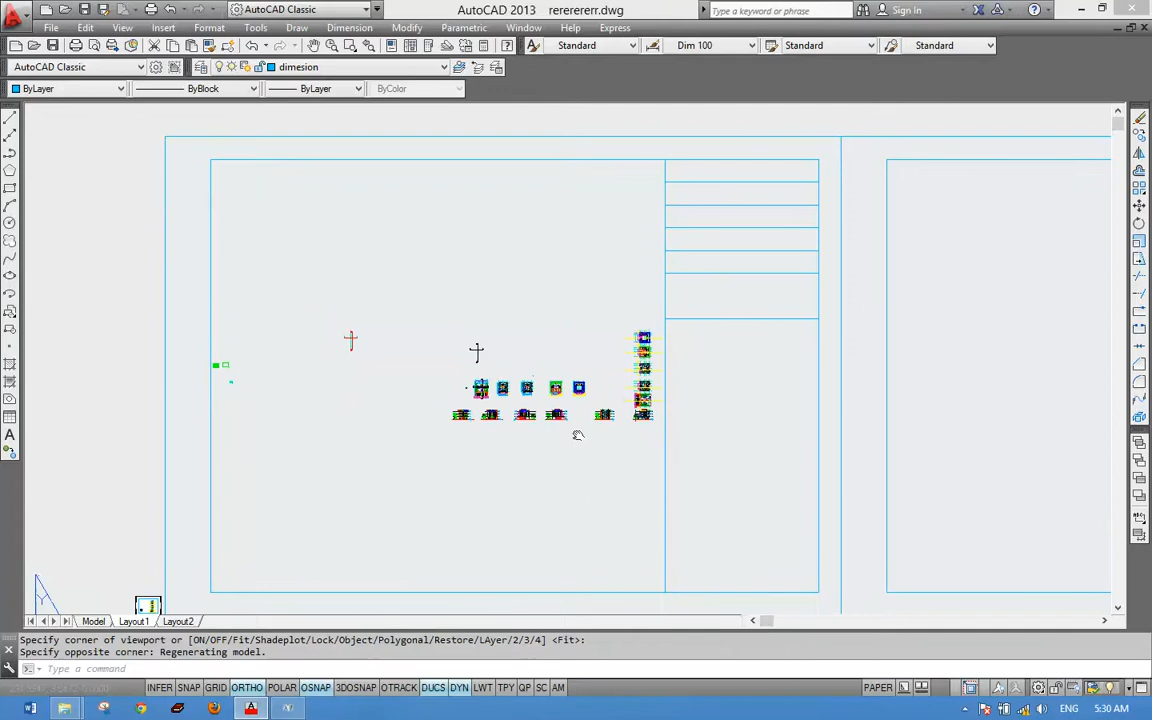 AutoCAD Classic
AutoCAD 2013 rererererr.dwg
Type a keyword or phrase
Sign In
File Edit View Insert Format Tools Draw Dimension Modify Parametric Window Help Express
Standard Dim 100 Standard Standard
AutoCAD Classic dimesion
ByLayer ByBlock ByLayer ByColor
Y
Model Layout1 Layout2
Specify corner of viewport or [ON/OFF/Fit/Shadeplot/Lock/Object/Polygonal/Restore/LAyer/2/3/4] <Fit>:
Specify opposite corner: Regenerating model.
Type a command
INFER SNAP GRID ORTHO POLAR OSNAP 3DOSNAP OTRACK DUCS DYN LWT TPY QP SC AM PAPER
ENG 5:30 AM